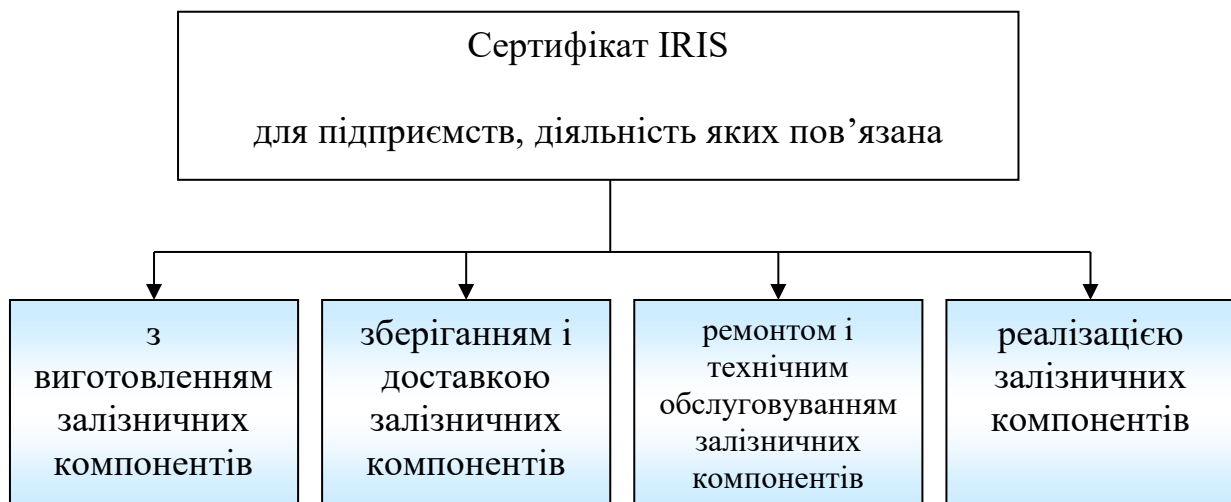 Сертифікат IRIS
для підприємств, діяльність яких пов’язана
з
виготовленням
залізничних
компонентів
зберіганням і
доставкою
залізничних
компонентів
ремонтом і
технічним
обслуговуванням
залізничних
компонентів
реалізацією
залізничних
компонентів